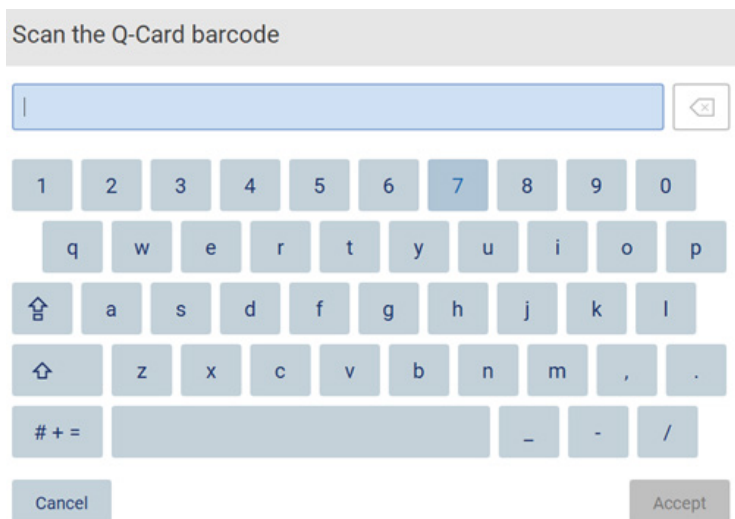 Scan the Q-Card barcode
1 2 3 4 5 6 7 8 9 0
q w e r t y u i o p
a s d f g h j k l
z x c v b n m , .
# + = _ - /
Cancel Accept